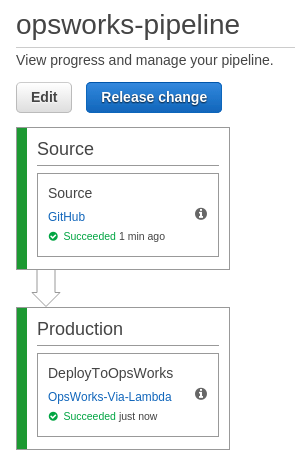 opsworks-pipeline
View progress and manage your pipeline.
Edit
Release change
Source
Source
GitHub
Succeeded 1 min ago
Production
DeployToOpsWorks
OpsWorks-Via-Lambda
Succeeded just now